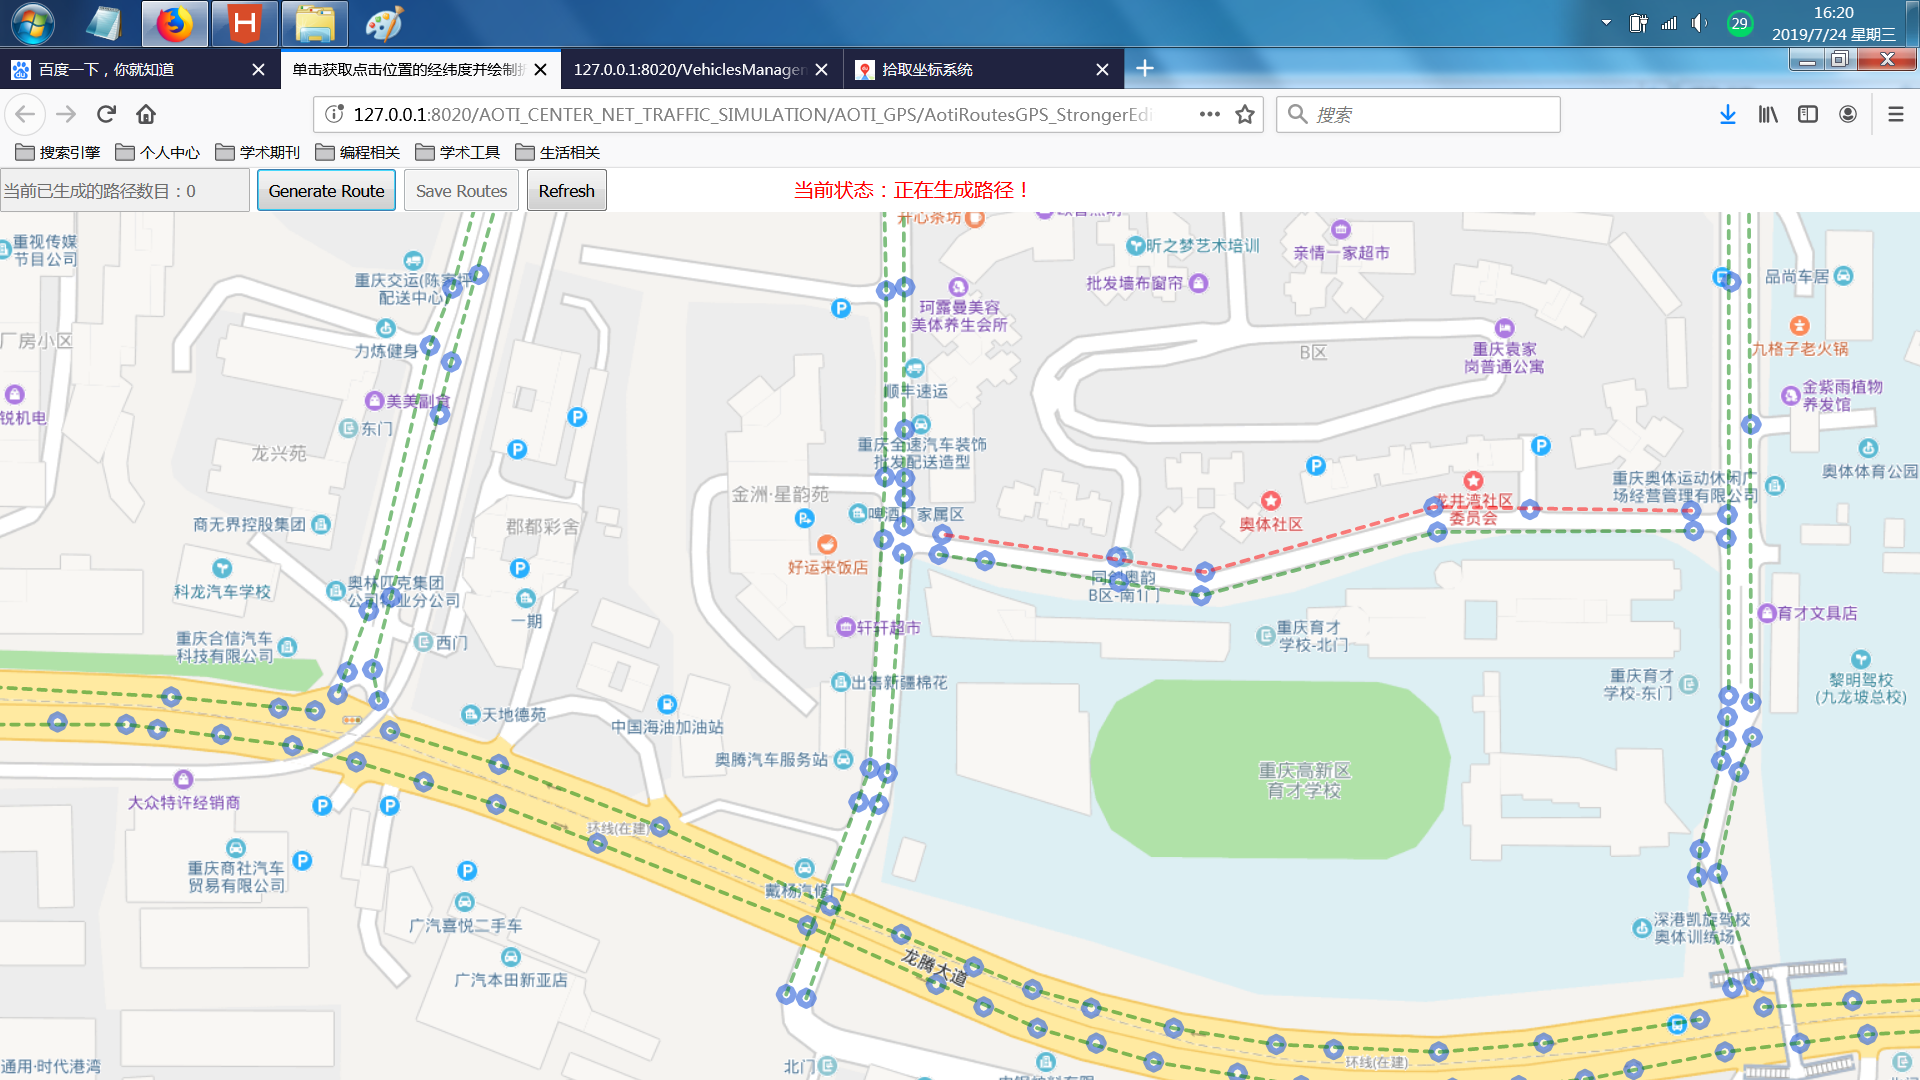 16:20
29
2019/7/24 星期三
百度一下，你就知道
单击获取点击位置的经纬度并绘制
127.0.0.1:8020/VehiclesManage
拾取坐标系统
127.0.0.1:8020/AOTI_CENTER_NET_TRAFFIC_SIMULATION/AOTI_GPS/AotiRoutesGPS_StrongerEdi
搜索
搜索引擎
个人中心
学术期刊
编程相关
学术工具
生活相关
当前已生成的路径数目：0
Generate Route
Save Routes
Refresh
当前状态：正在生成路径！
开心茶坊
重视传媒
节目公司
昕之梦艺术培训
亲情一家超市
重庆交运(陈家坪
配送中心)
批发墙布窗帘
品尚车居
珂露曼美容
美体养生会所
厂房小区
力炼健身
B区
重庆袁家
岗普通公寓
九格子老火锅
顺丰速运
金紫雨植物
养发馆
美美副食
锐机电
东门
龙兴苑
重庆全速汽车装饰
批发配送造型
奥体体育公园
重庆奥体运动休闲广
场经营管理有限公司
金洲·星韵苑
龙井湾社区
委员会
啤酒厂家属区
奥体社区
商无界控股集团
郡都彩舍
好运来饭店
科龙汽车学校
奥林匹克集团
B区-南1门
一期
育才文具店
轩轩超市
重庆育才
学校-北门
重庆合信汽车
科技有限公司
西门
出售新疆棉花
重庆育才
学校-东门
黎明驾校
(九龙坡总校)
天地德苑
中国海油加油站
奥腾汽车服务站
重庆高新区
育才学校
大众特许经销商
环线(在建)
重庆商社汽车
贸易有限公司
戴杨汽修厂
广汽喜悦二手车
深港凯旋驾校
奥体训练场
龙腾大道
广汽本田新亚店
环线(在建)
通用·时代港湾
北门